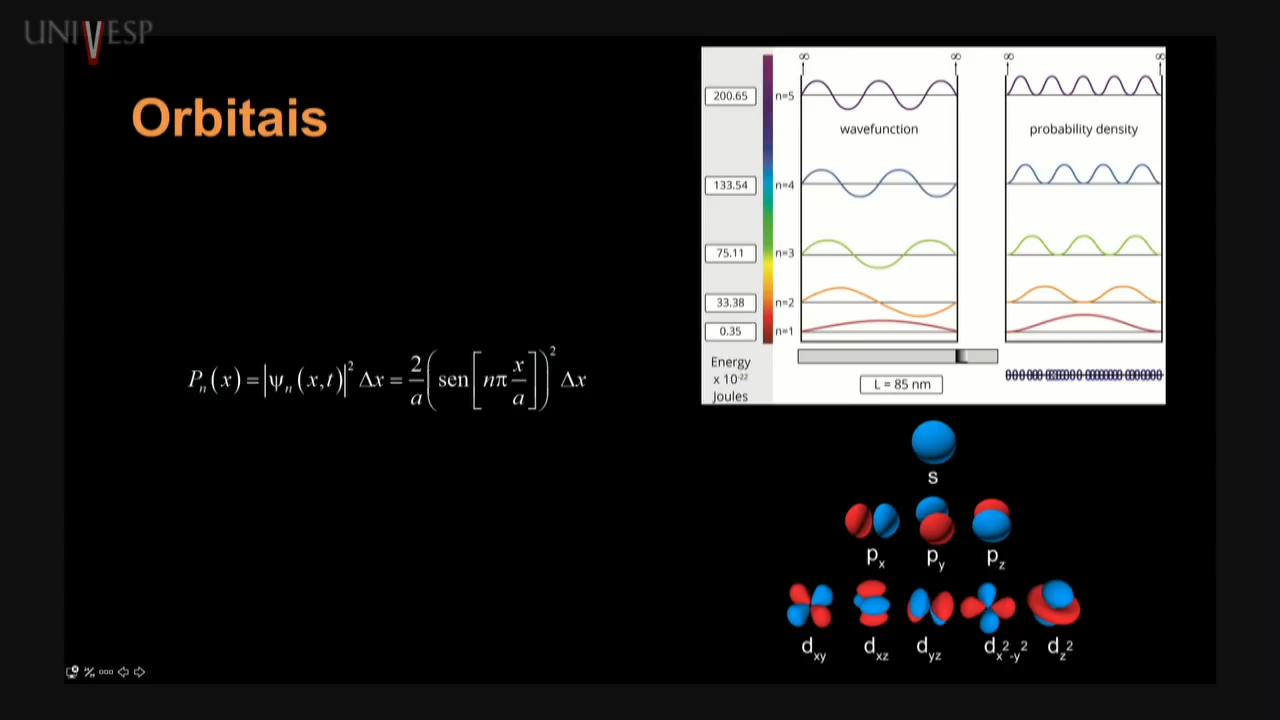 UNIVESP
Orbitais
P_n(x) = |ψ_n(x,t)|² Δx = 2/a (sen[nπ x/a])² Δx
∞ ∞ ∞ ∞
200.65 n=5
wavefunction probability density
133.54 n=4
75.11 n=3
33.38 n=2
0.35 n=1
Energy
x 10⁻²²
Joules
L = 85 nm
s
p_x p_y p_z
d_xy d_xz d_yz d_x²-y² d_z²